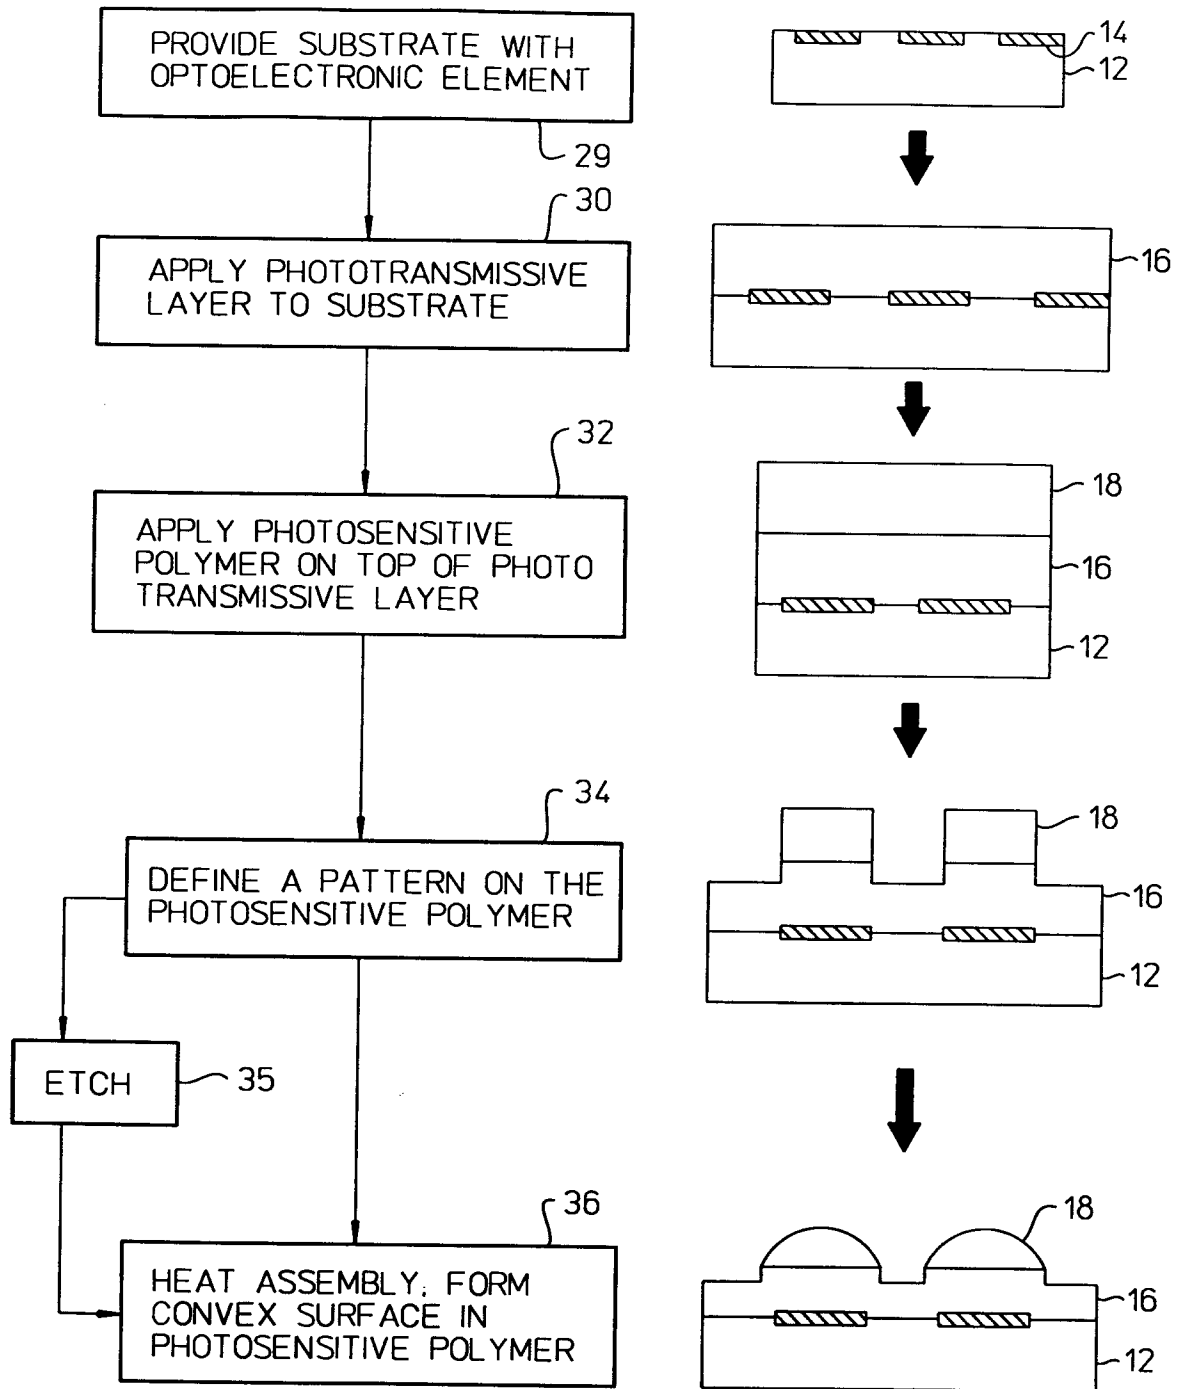 PROVIDE SUBSTRATE WITH
OPTOELECTRONIC ELEMENT
29
14
12
30
APPLY PHOTOTRANSMISSIVE
LAYER TO SUBSTRATE
16
32
APPLY PHOTOSENSITIVE
POLYMER ON TOP OF PHOTO
TRANSMISSIVE LAYER
18
16
12
34
DEFINE A PATTERN ON THE
PHOTOSENSITIVE POLYMER
18
16
12
ETCH
35
36
HEAT ASSEMBLY, FORM
CONVEX SURFACE IN
PHOTOSENSITIVE POLYMER
18
16
12